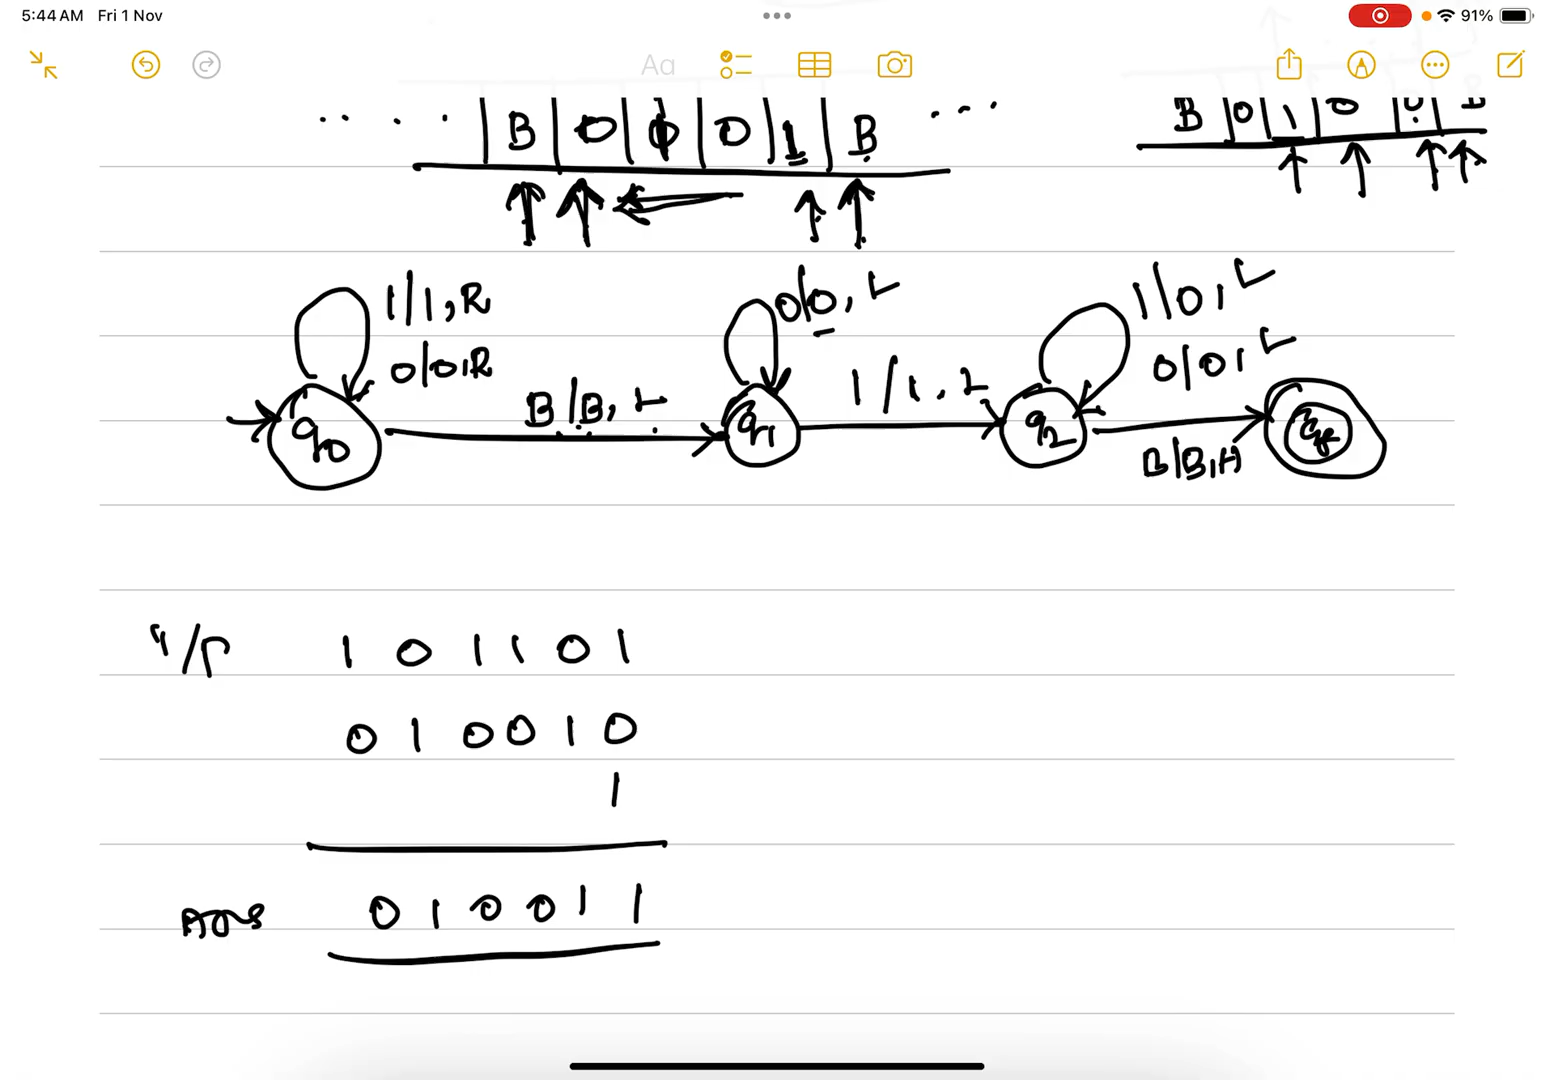 5:44 AM Fri 1 Nov
91%
Aa
B 0 0 0 1 B
B 0 1 0
1/1, R
0/0, R
0/0, L
1/0, L
0/0, L
B/B, L
1/1, L
B/B, H
q0
q1
q2
qf
i/p 1 0 1 1 0 1
0 1 0 0 1 0
1
Ans 0 1 0 0 1 1